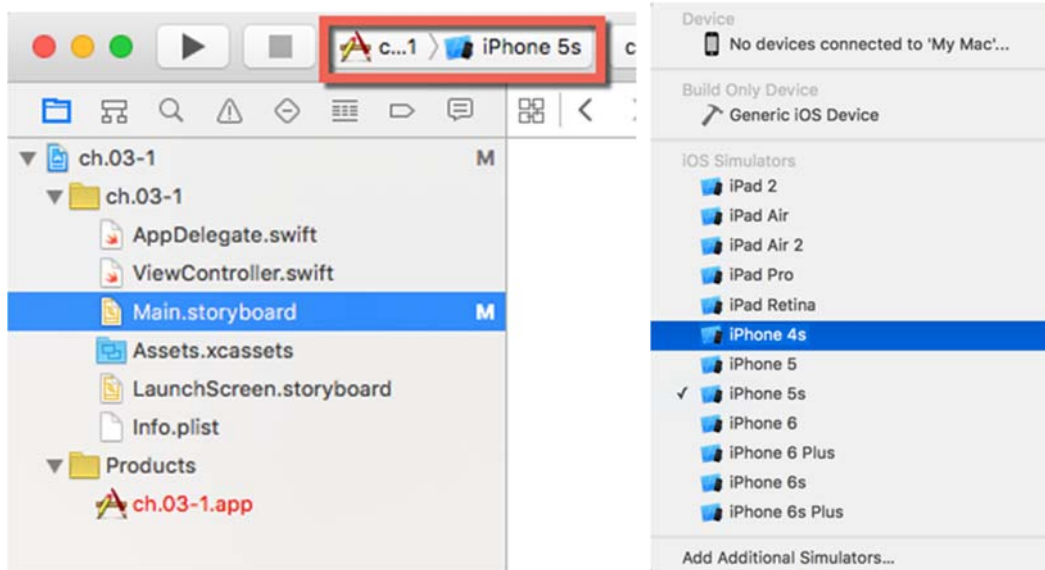 c...1 〉 iPhone 5s
c
ch.03-1 M
ch.03-1
AppDelegate.swift
ViewController.swift
Main.storyboard M
Assets.xcassets
LaunchScreen.storyboard
Info.plist
Products
ch.03-1.app
Device
No devices connected to 'My Mac'...
Build Only Device
Generic iOS Device
iOS Simulators
iPad 2
iPad Air
iPad Air 2
iPad Pro
iPad Retina
iPhone 4s
iPhone 5
✓ iPhone 5s
iPhone 6
iPhone 6 Plus
iPhone 6s
iPhone 6s Plus
Add Additional Simulators...